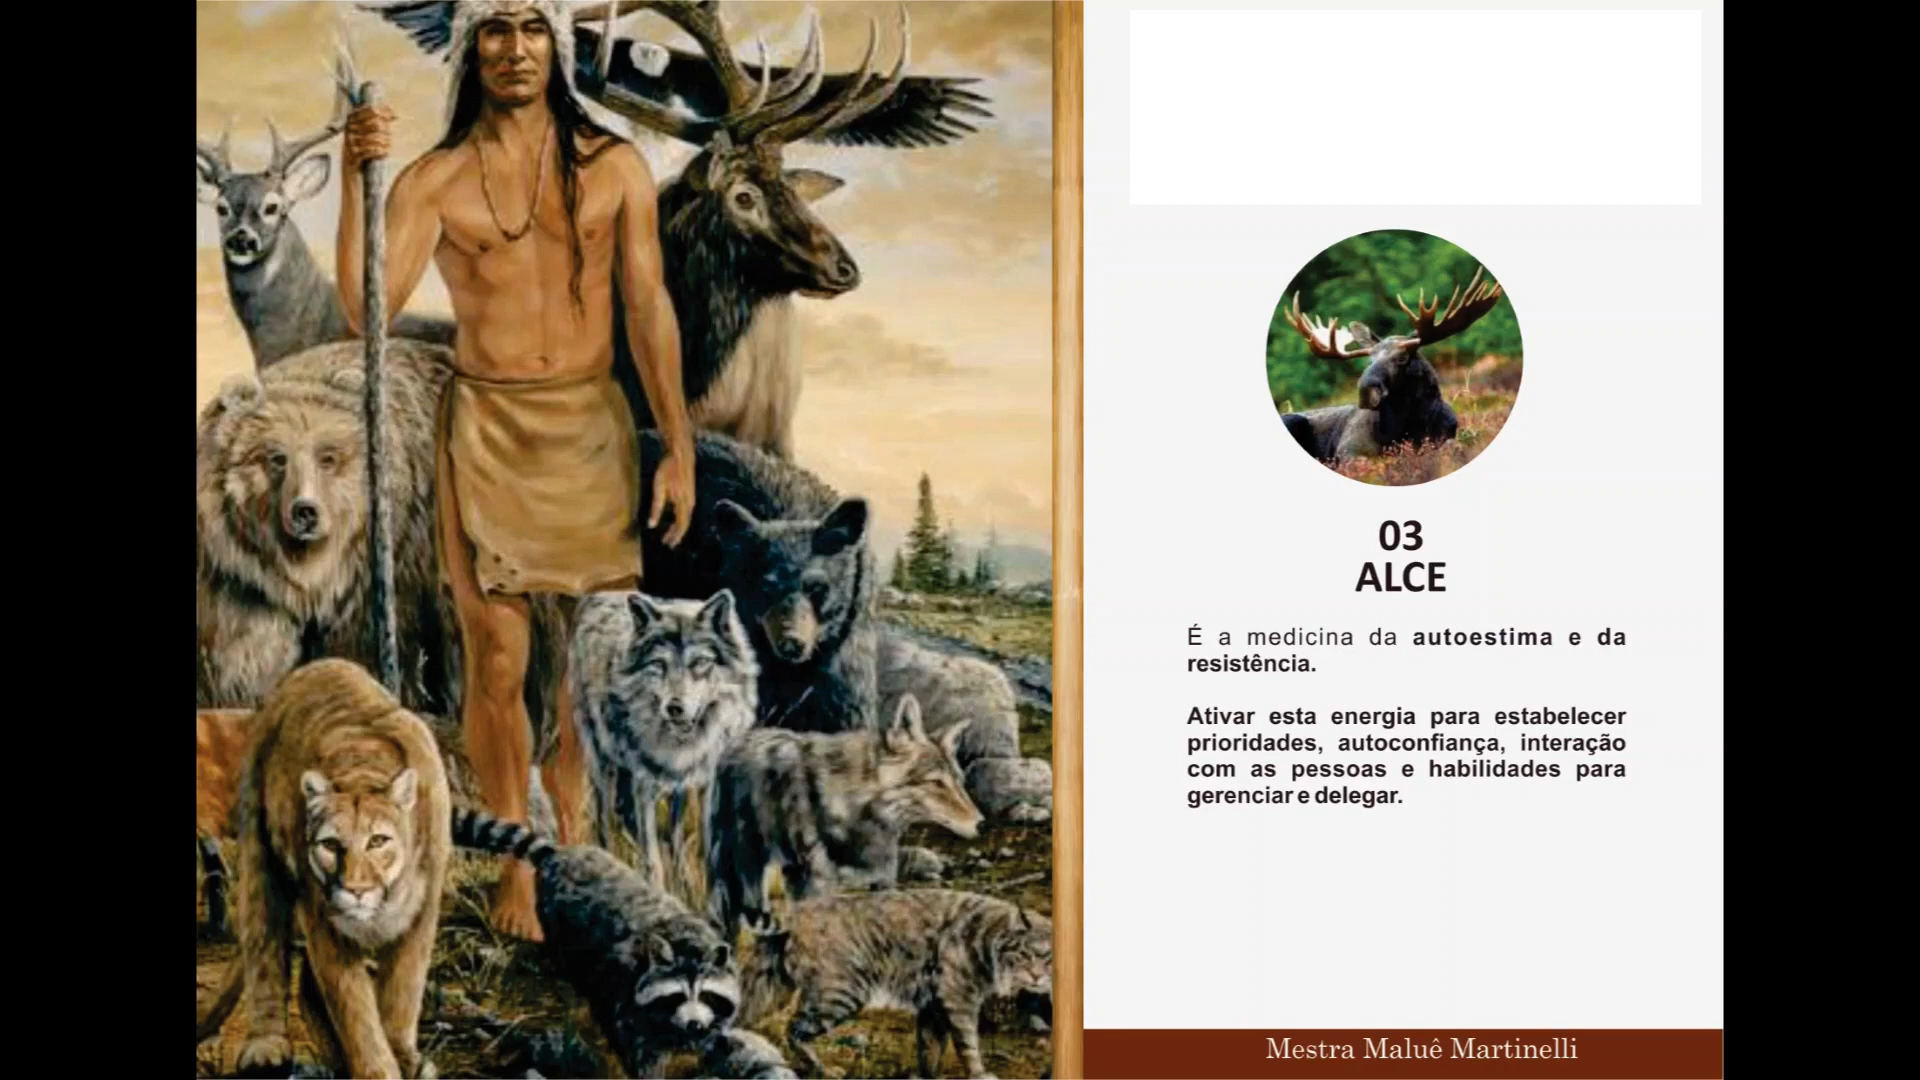 03
ALCE
É a medicina da autoestima e da
resistência.
Ativar esta energia para estabelecer
prioridades, autoconfiança, interação
com as pessoas e habilidades para
gerenciar e delegar.
Mestra Maluê Martinelli